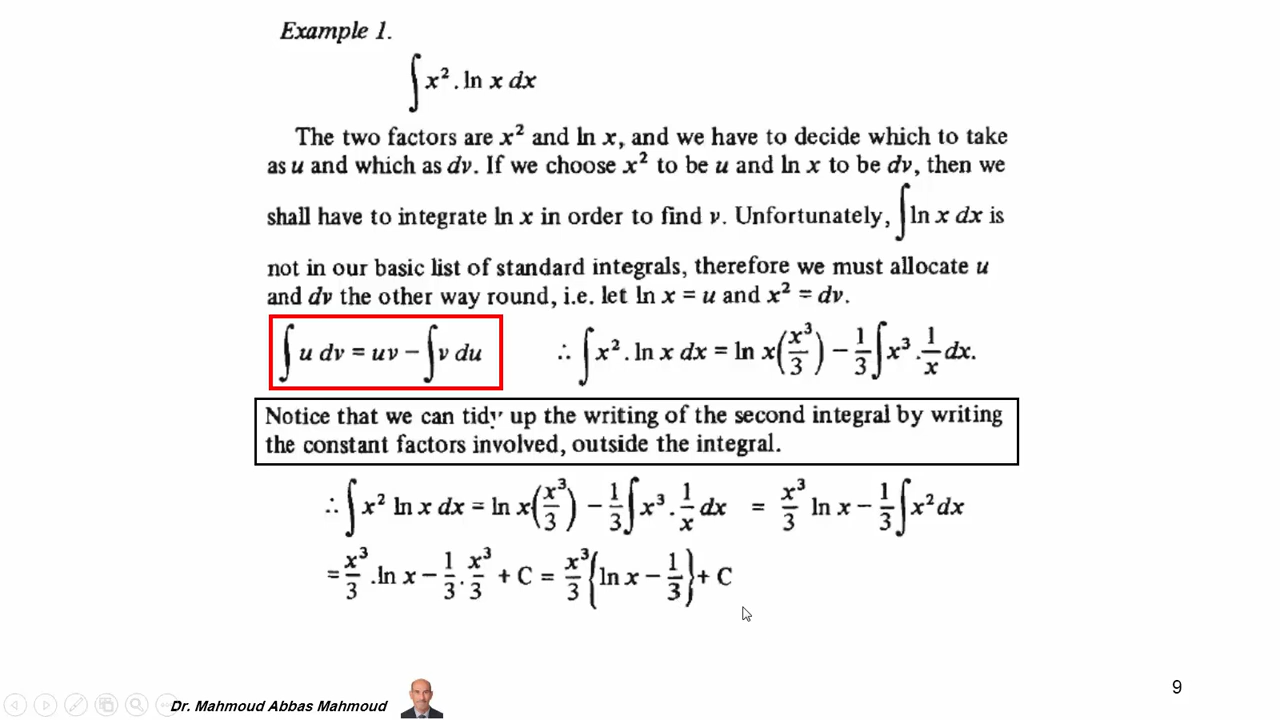 Example 1.
∫ x² . ln x dx
The two factors are x² and ln x, and we have to decide which to take
as u and which as dv. If we choose x² to be u and ln x to be dv, then we
shall have to integrate ln x in order to find v. Unfortunately, ∫ ln x dx is
not in our basic list of standard integrals, therefore we must allocate u
and dv the other way round, i.e. let ln x = u and x² = dv.
∫ u dv = uv − ∫ v du ∴ ∫ x² . ln x dx = ln x(x³/3) − 1/3 ∫ x³ . 1/x dx.
Notice that we can tidy up the writing of the second integral by writing
the constant factors involved, outside the integral.
∴ ∫ x² ln x dx = ln x(x³/3) − 1/3 ∫ x³ . 1/x dx = x³/3 ln x − 1/3 ∫ x² dx
= x³/3 .ln x − 1/3 . x³/3 + C = x³/3 {ln x − 1/3} + C
Dr. Mahmoud Abbas Mahmoud
9